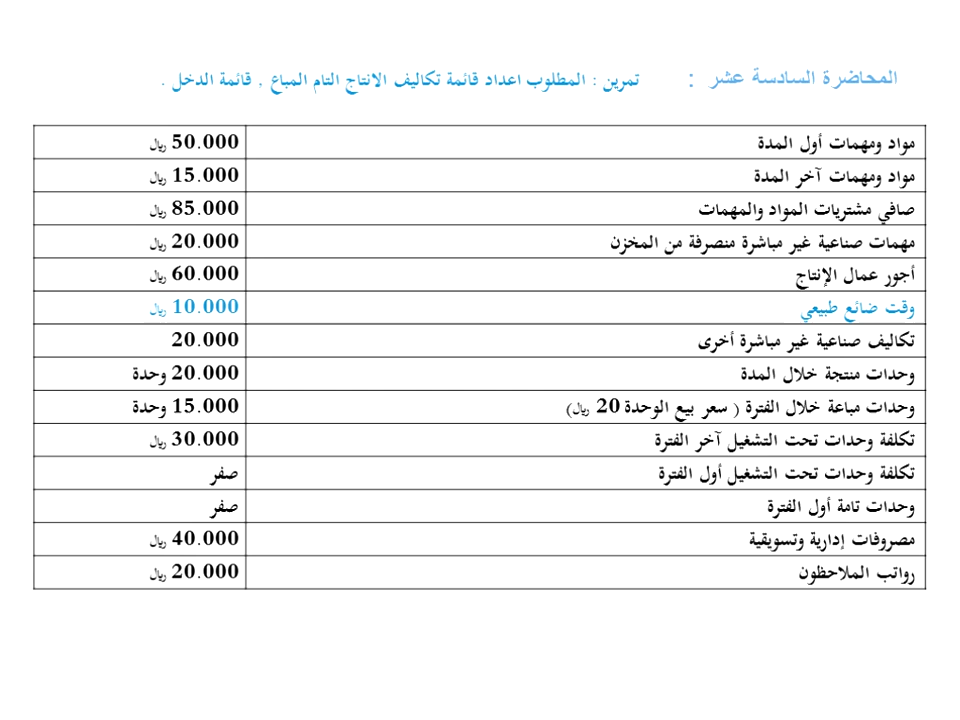 المحاضرة السادسة عشر : تمرين : المطلوب اعداد قائمة تكاليف الانتاج التام المباع , قائمة الدخل .
مواد ومهمات أول المدة 50.000 ريال
مواد ومهمات آخر المدة 15.000 ريال
صافي مشتريات المواد والمهمات 85.000 ريال
مهمات صناعية غير مباشرة منصرفة من المخزن 20.000 ريال
أجور عمال الإنتاج 60.000 ريال
وقت ضائع طبيعي 10.000 ريال
تكاليف صناعية غير مباشرة أخرى 20.000
وحدات منتجة خلال المدة 20.000 وحدة
وحدات مباعة خلال الفترة ( سعر بيع الوحدة 20 ريال) 15.000 وحدة
تكلفة وحدات تحت التشغيل آخر الفترة 30.000 ريال
تكلفة وحدات تحت التشغيل أول الفترة صفر
وحدات تامة أول الفترة صفر
مصروفات إدارية وتسويقية 40.000 ريال
رواتب الملاحظون 20.000 ريال